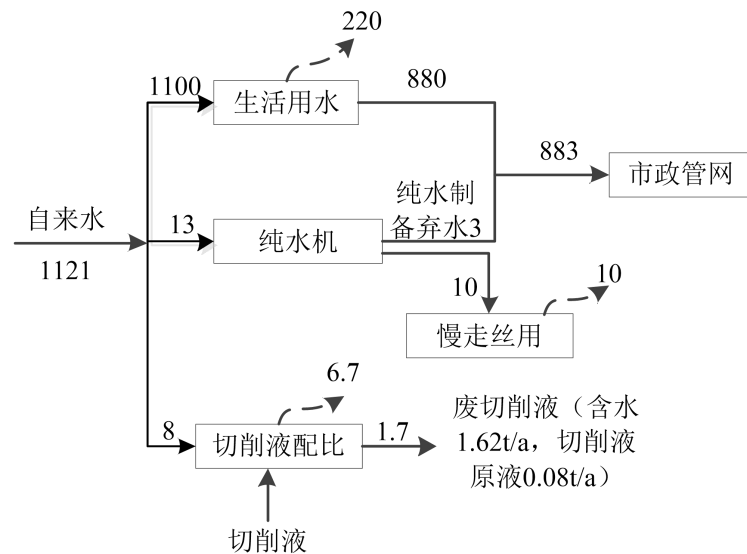 220
1100
生活用水
880
883
市政管网
自来水
1121
13
纯水机
纯水制
备弃水3
10
慢走丝用
10
8
切削液配比
6.7
1.7
废切削液（含水
1.62t/a，切削液
原液0.08t/a）
切削液